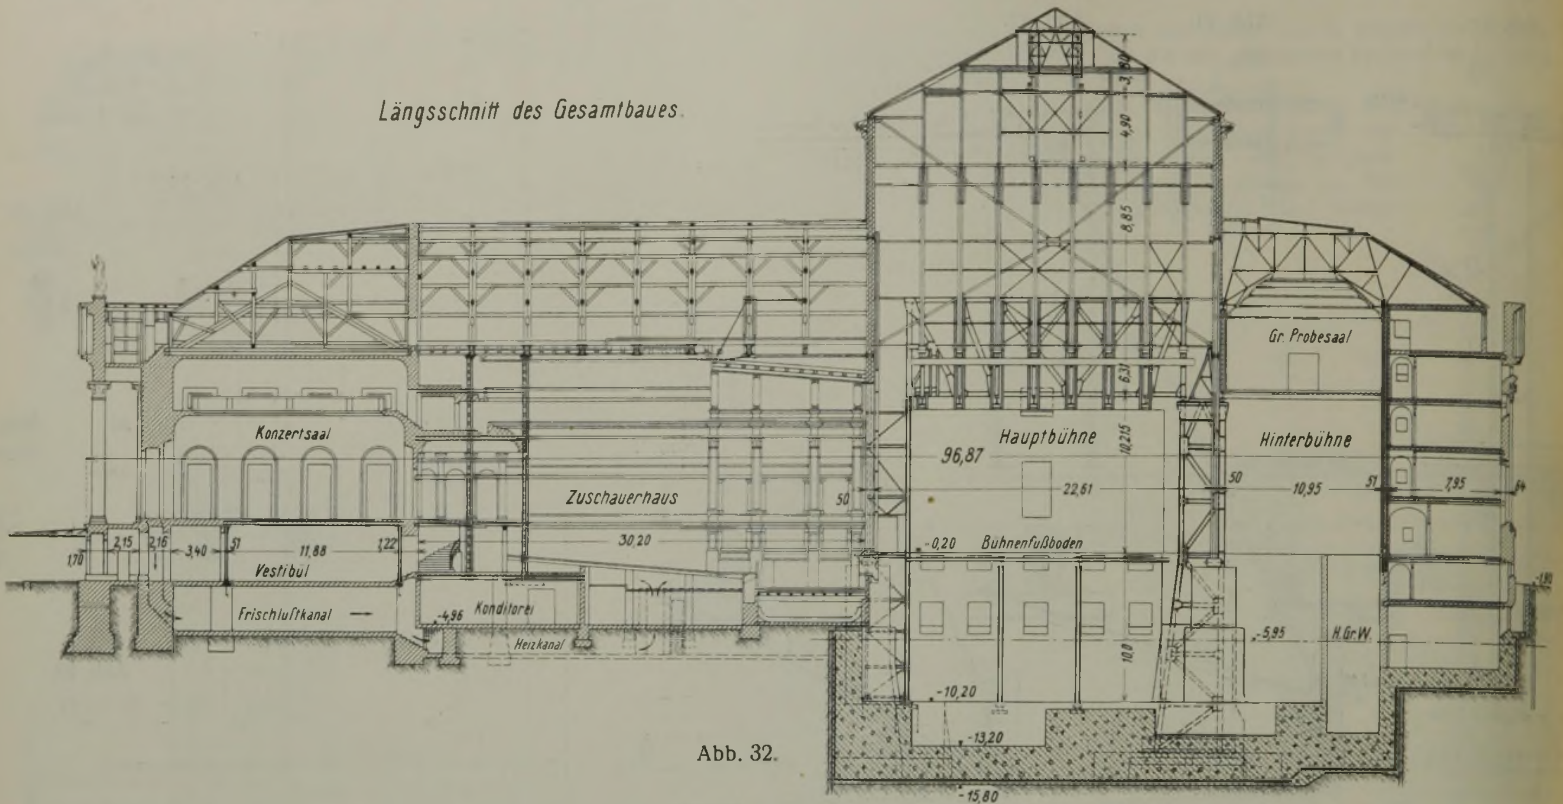 Längsschnitt des Gesamtbaues.
3,80
4,90
8,85
Gr. Probesaal
6,37
Konzertsaal
Hauptbühne
10,215
Hinterbühne
96,87
Zuschauerhaus
50
22,61
50
10,95
51
7,95
64
1,70
2,15
2,16
3,40
51
11,88
1,22
30,20
-0,20
Bühnenfußboden
Vestibül
Frischluftkanal
-4,96
Konditorei
Heizkanal
-5,95
H.Gr.W.
10,0
-10,20
-13,20
Abb. 32.
-15,80